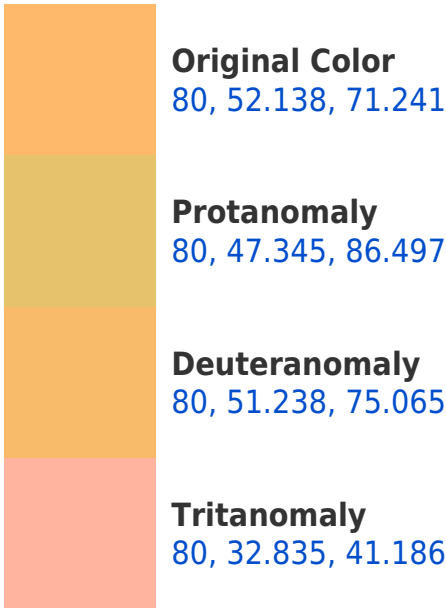 Original Color
80, 52.138, 71.241
Protanomaly
80, 47.345, 86.497
Deuteranomaly
80, 51.238, 75.065
Tritanomaly
80, 32.835, 41.186